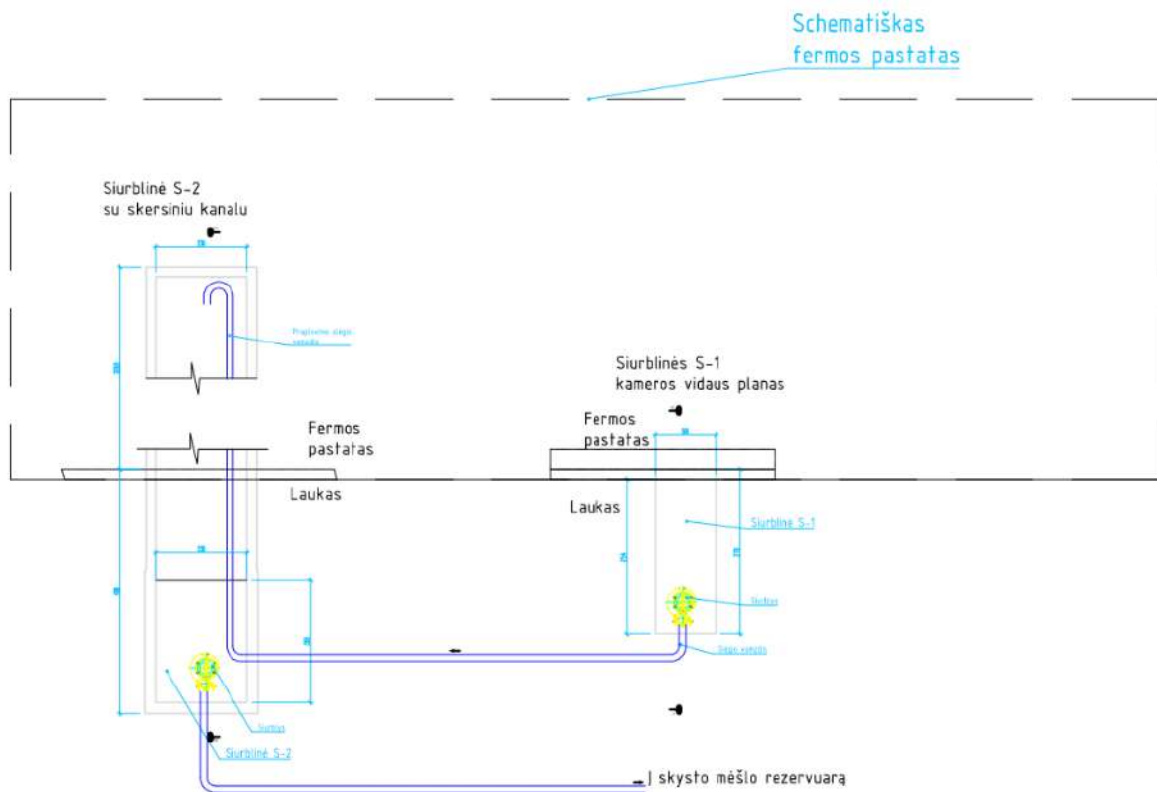 Schematiškas
fermos pastatas
Siurblinė S-2
su skersiniu kanalu
Siurblinės S-1
kameros vidaus planas
Fermos
pastatas
Fermos
pastatas
Laukas
Laukas
Siurblinė S-1
Siurblys
Slėgio vamzdis
Siurblys
Siurblinė S-2
Į skysto mėšlo rezervuarą